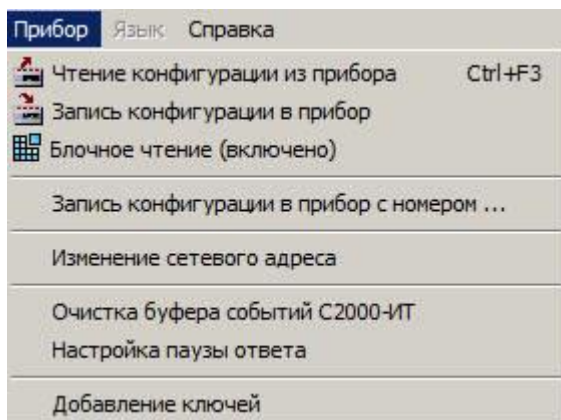 Прибор Язык Справка
Чтение конфигурации из прибора Ctrl+F3
Запись конфигурации в прибор
Блочное чтение (включено)
Запись конфигурации в прибор с номером ...
Изменение сетевого адреса
Очистка буфера событий С2000-ИТ
Настройка паузы ответа
Добавление ключей